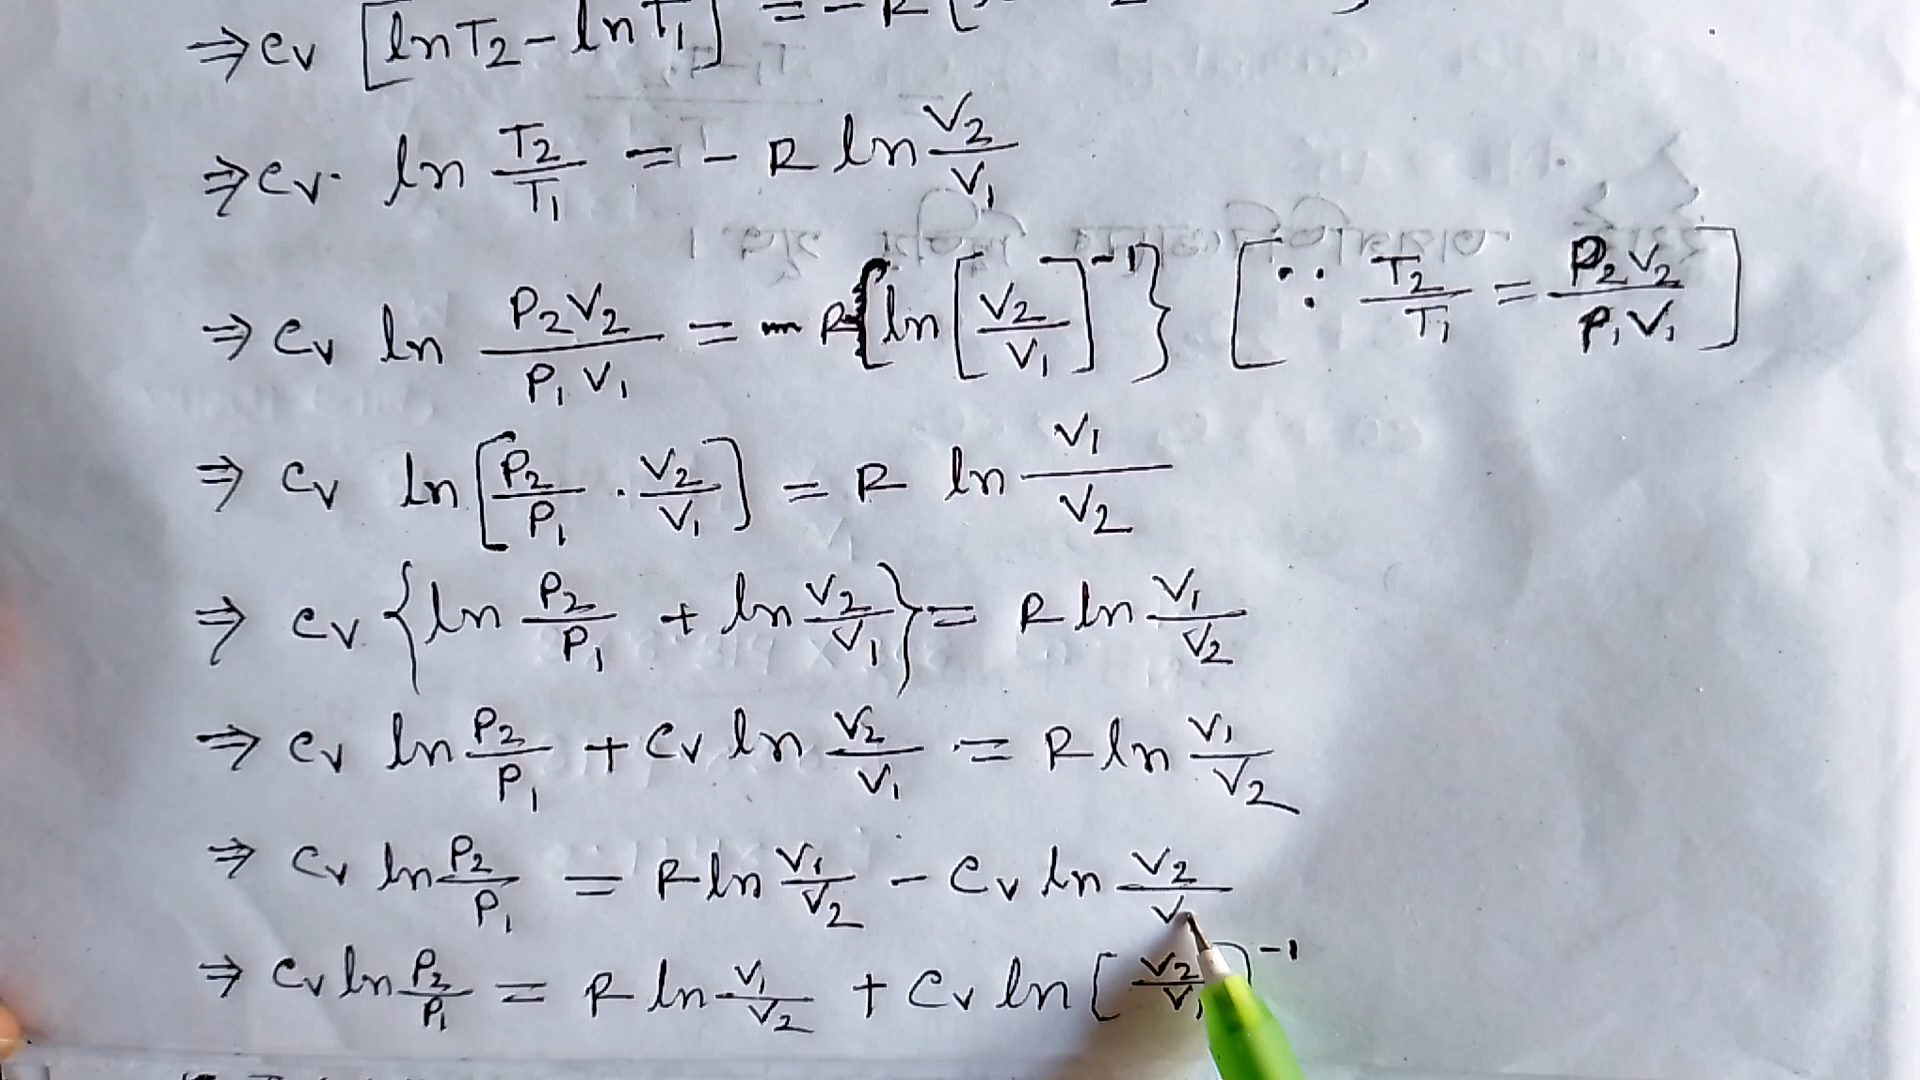 ⇒ Cv [ln T₂ - ln T₁] = - R [
⇒ Cv ln T₂/T₁ = - R ln V₂/V₁
⇒ Cv ln P₂V₂/P₁V₁ = R {ln [V₂/V₁]⁻¹} [∵ T₂/T₁ = P₂V₂/P₁V₁]
⇒ Cv ln [P₂/P₁ · V₂/V₁] = R ln V₁/V₂
⇒ Cv {ln P₂/P₁ + ln V₂/V₁} = R ln V₁/V₂
⇒ Cv ln P₂/P₁ + Cv ln V₂/V₁ = R ln V₁/V₂
⇒ Cv ln P₂/P₁ = R ln V₁/V₂ - Cv ln V₂/V
⇒ Cv ln P₂/P₁ = R ln V₁/V₂ + Cv ln [V₂/V₁]⁻¹